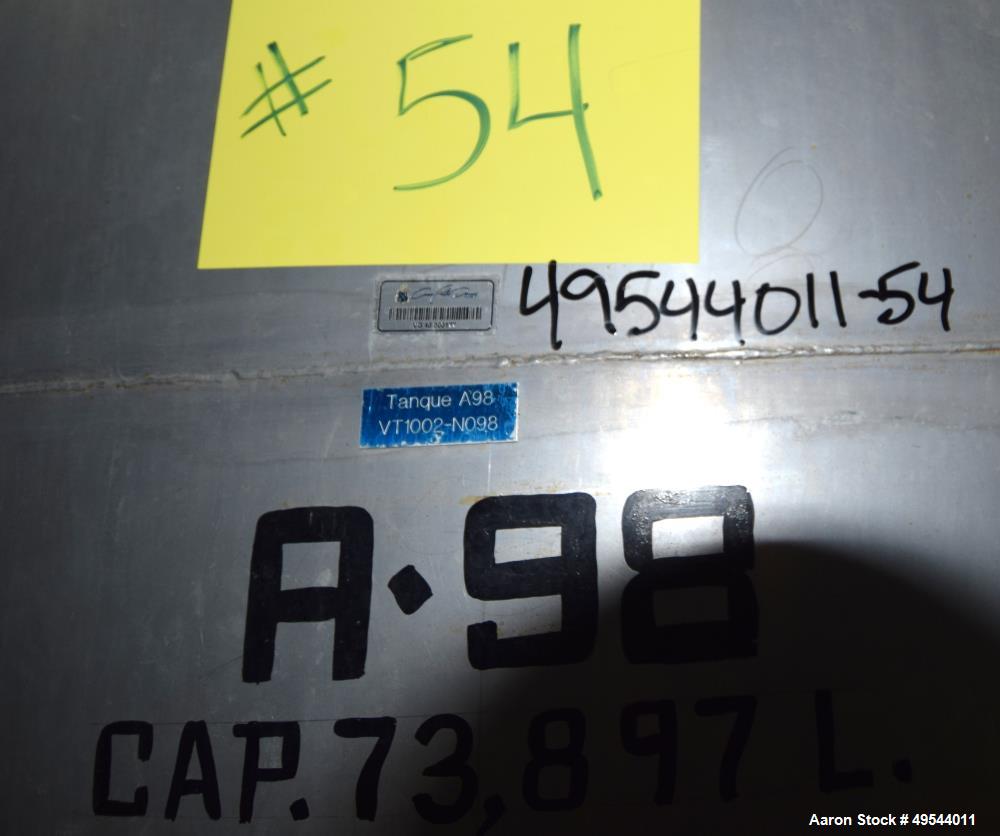 # 54
49544011-54
Tanque A98
VT1002-N098
A·98
CAP. 73,897 L.
Aaron Stock # 49544011